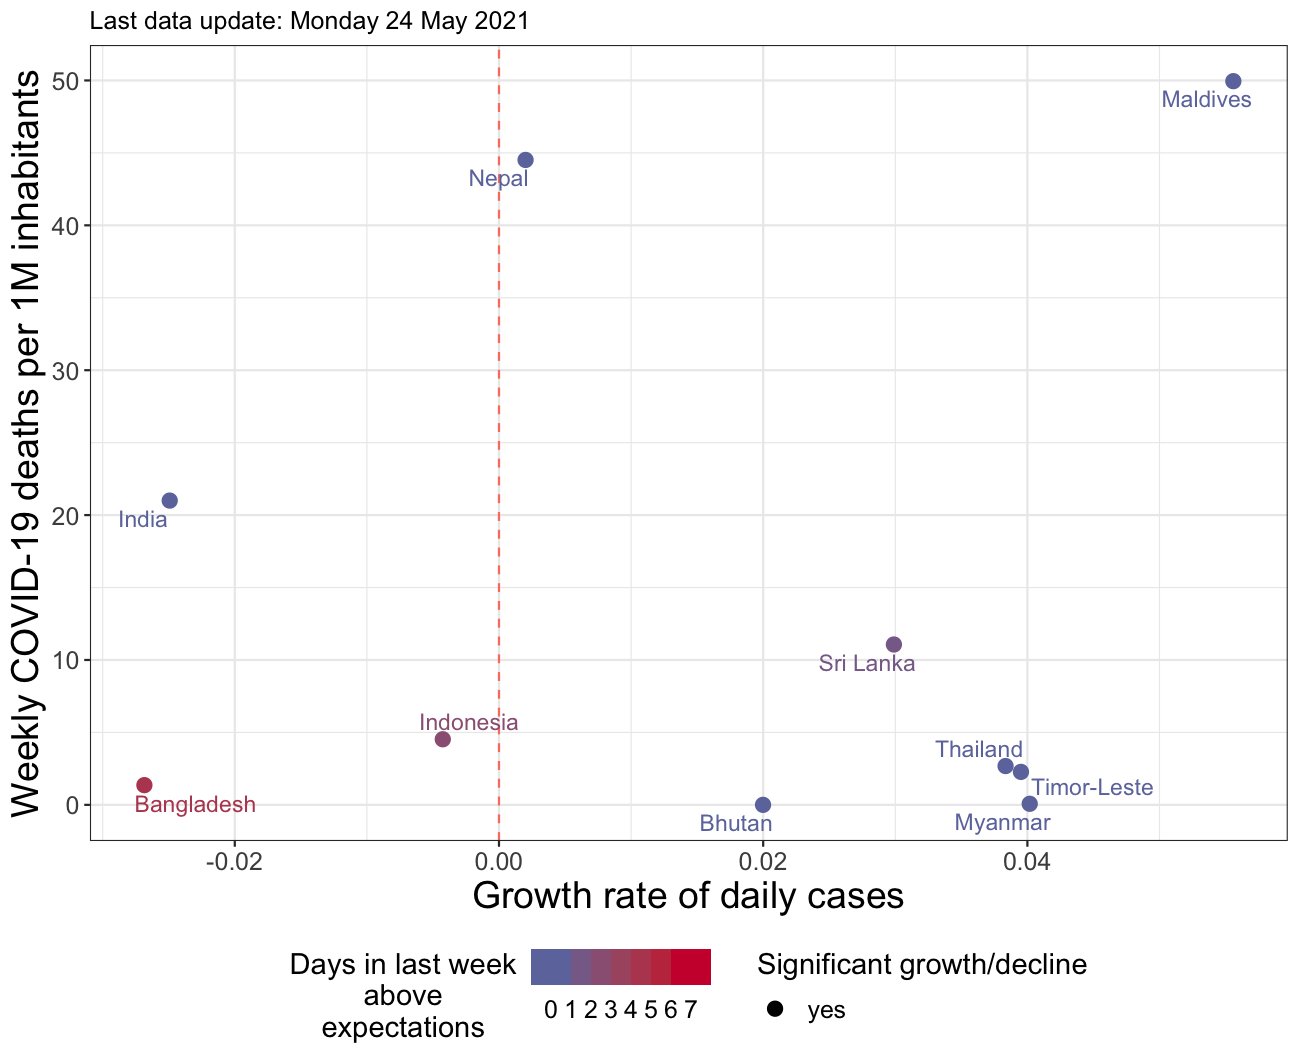 Last data update: Monday 24 May 2021
Weekly COVID-19 deaths per 1M inhabitants
50
40
30
20
10
0
Maldives
Nepal
India
Sri Lanka
Indonesia
Thailand
Timor-Leste
Bangladesh
Bhutan
Myanmar
-0.02 0.00 0.02 0.04
Growth rate of daily cases
Days in last week
above
expectations
0 1 2 3 4 5 6 7
Significant growth/decline
yes